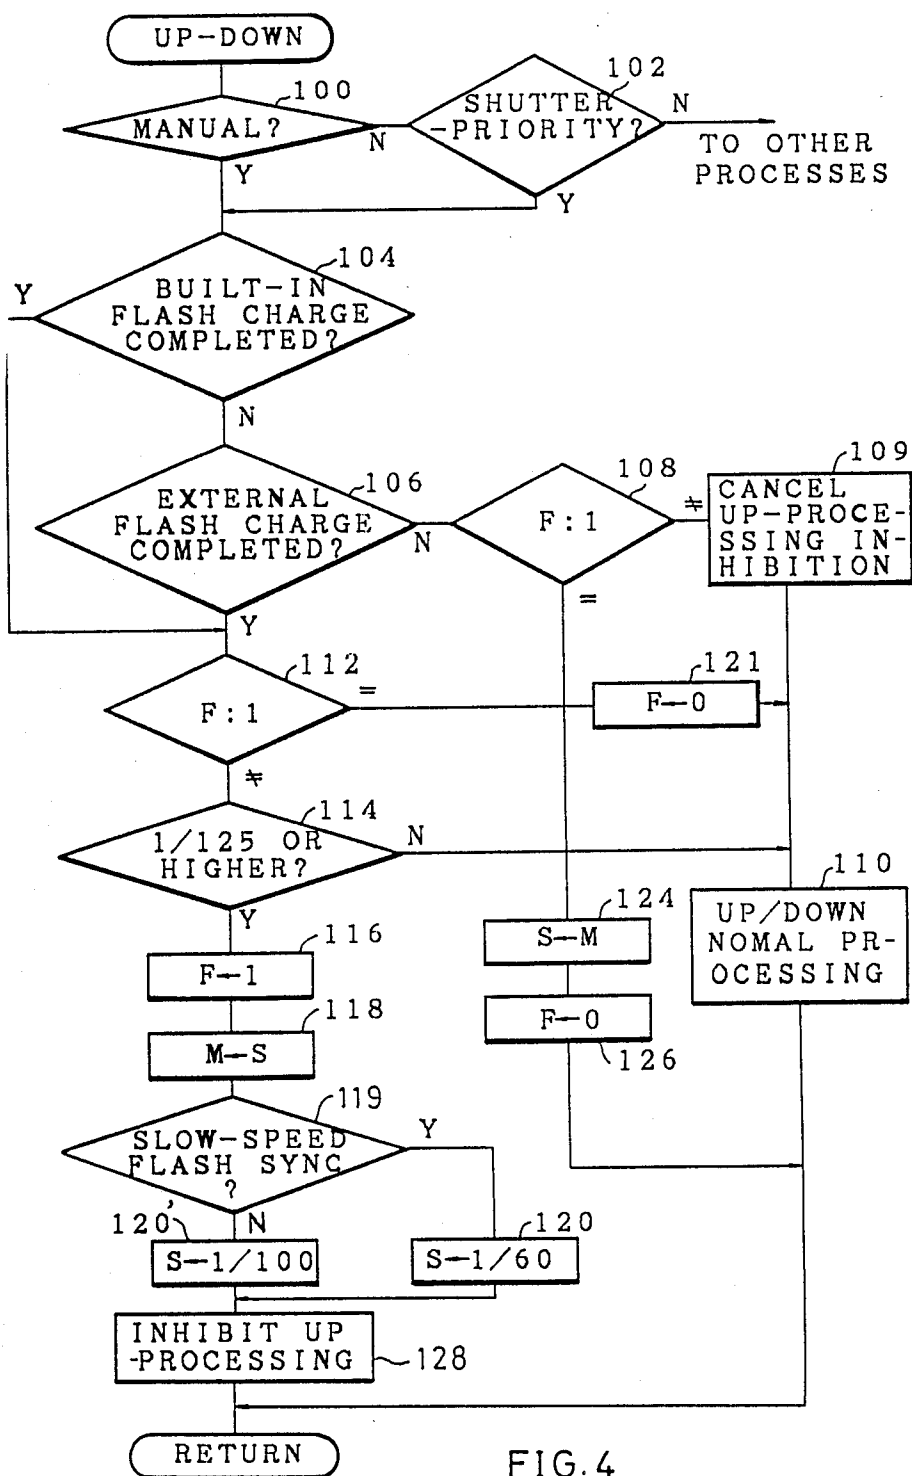 UP-DOWN
100
MANUAL?
N
Y
102
SHUTTER
-PRIORITY?
N
Y
TO OTHER
PROCESSES
104
Y
BUILT-IN
FLASH CHARGE
COMPLETED?
N
106
EXTERNAL
FLASH CHARGE
COMPLETED?
N
Y
108
F:1
≠
=
109
CANCEL
UP-PROCE-
SSING IN-
HIBITION
112
F:1
=
≠
121
F←0
114
1/125 OR
HIGHER?
N
Y
110
UP/DOWN
NOMAL PR-
OCESSING
116
F←1
124
S←M
118
M←S
F←0
126
119
SLOW-SPEED
FLASH SYNC
?
Y
N
120'
S←1/100
120
S←1/60
INHIBIT UP
-PROCESSING
128
RETURN
FIG.4